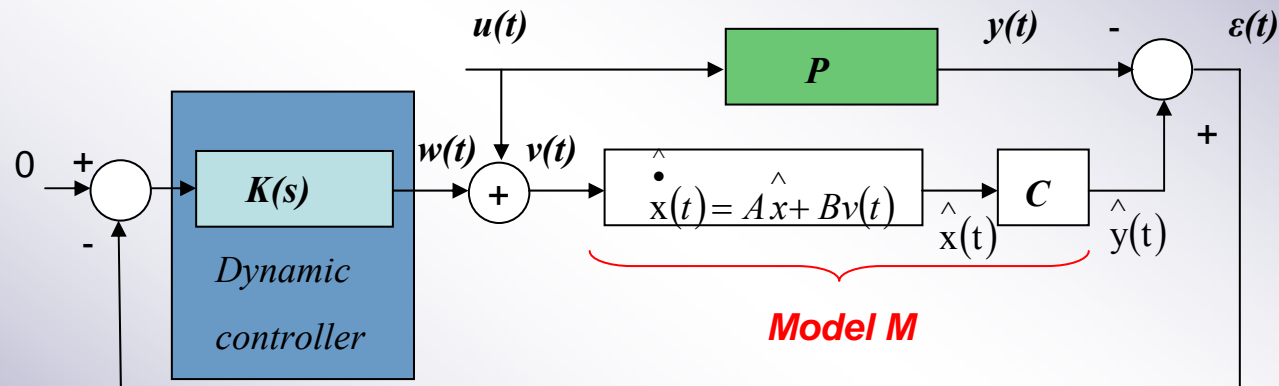 u(t)
y(t)
-
ε(t)
P
+
0
+
-
K(s)
w(t)
+
v(t)
x̂̇(t) = Ax̂ + Bv(t)
x̂(t)
C
ŷ(t)
Dynamic
controller
Model M